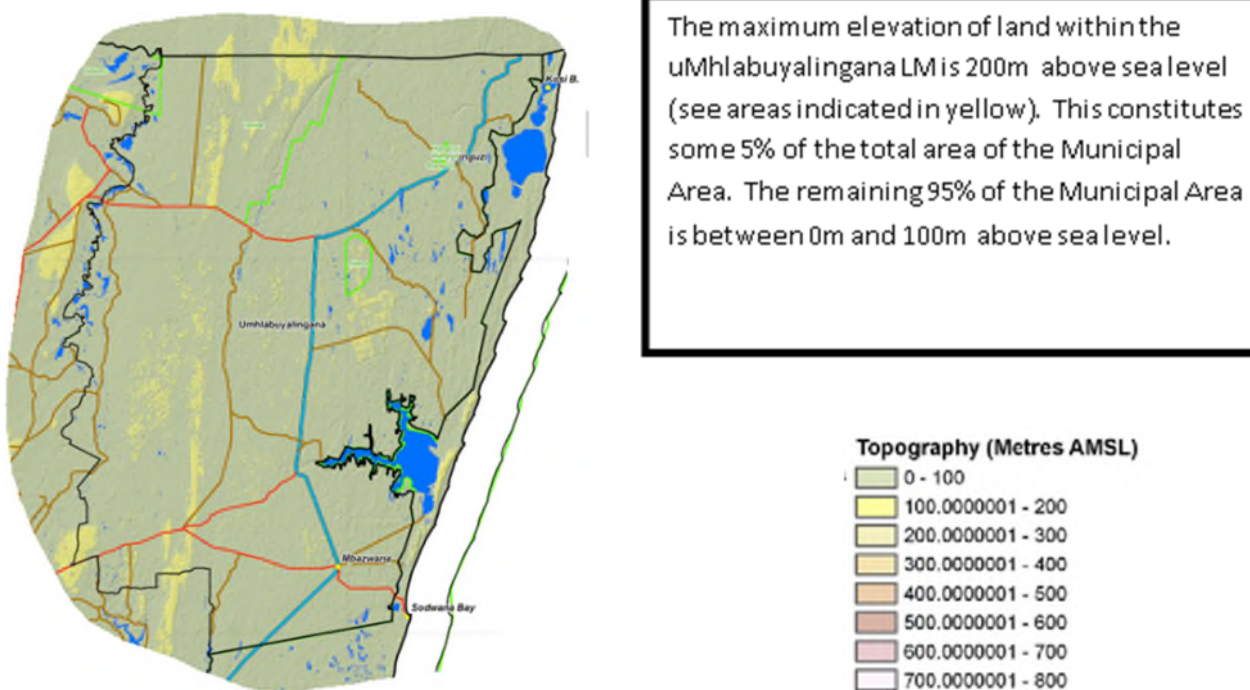 The maximum elevation of land within the
uMhlabuyalingana LM is 200m above sea level
(see areas indicated in yellow). This constitutes
some 5% of the total area of the Municipal
Area. The remaining 95% of the Municipal Area
is between 0m and 100m above sea level.
Kosi B.
Umhlabuyalingana
Mbazwana
Sodwana Bay
Topography (Metres AMSL)
0 - 100
100.0000001 - 200
200.0000001 - 300
300.0000001 - 400
400.0000001 - 500
500.0000001 - 600
600.0000001 - 700
700.0000001 - 800